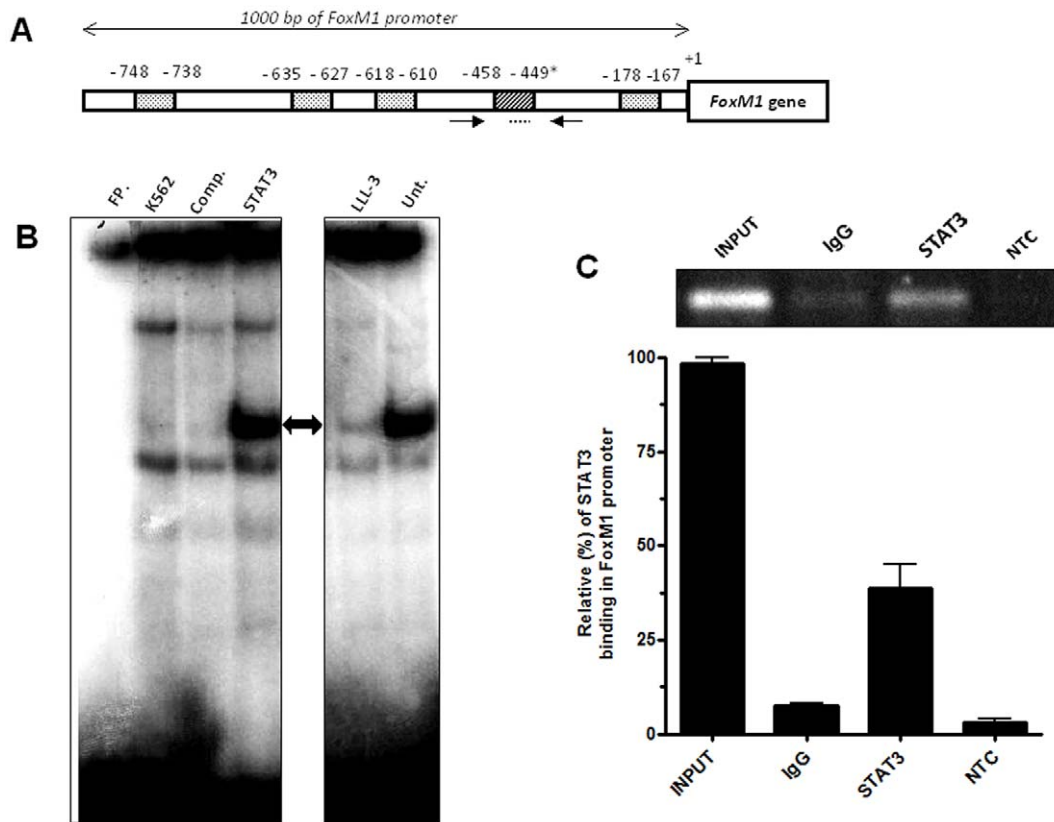 A
1000 bp of FoxM1 promoter
-748 -738 -635 -627 -618 -610 -458 -449* -178 -167 +1
FoxM1 gene
B
FP. K562 Comp. STAT3 LLL-3 Unt.
C
INPUT IgG STAT3 NTC
Relative (%) of STAT3
binding in FoxM1 promoter
100
75
50
25
0
INPUT IgG STAT3 NTC